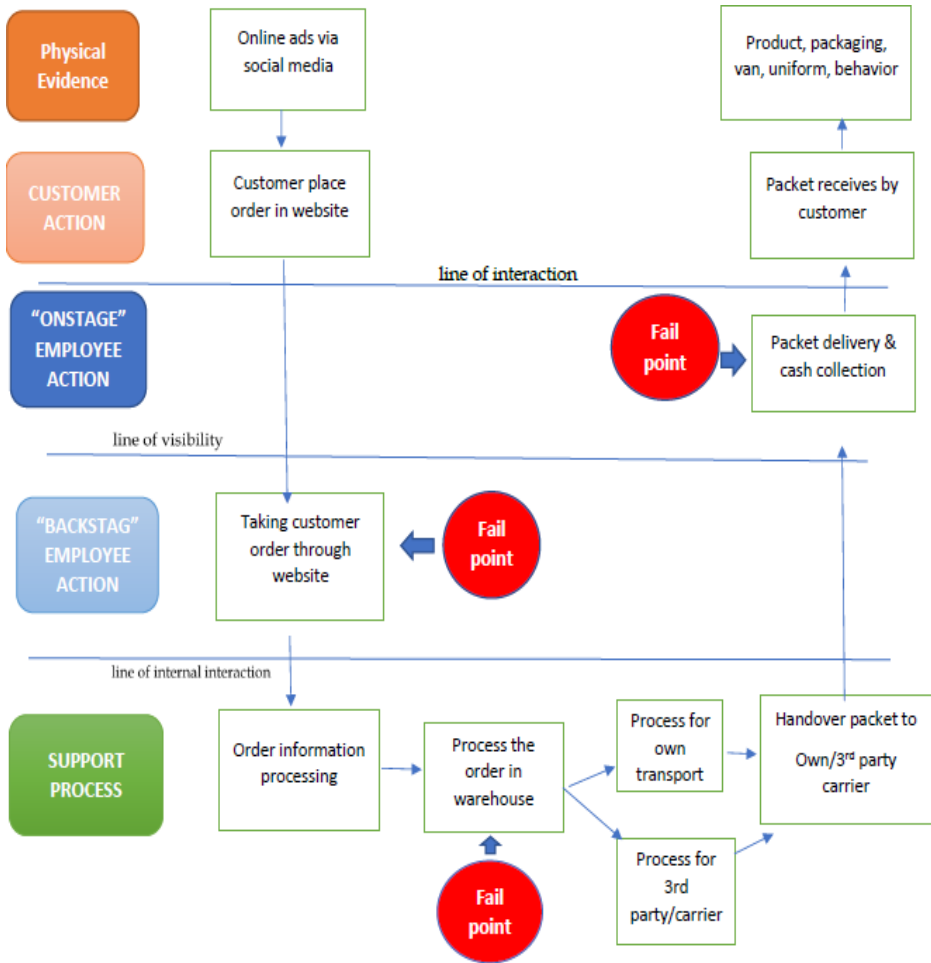 Physical
Evidence
Online ads via
social media
Product, packaging,
van, uniform, behavior
CUSTOMER
ACTION
Customer place
order in website
Packet receives by
customer
line of interaction
“ONSTAGE”
EMPLOYEE
ACTION
Fail
point
Packet delivery &
cash collection
line of visibility
“BACKSTAG”
EMPLOYEE
ACTION
Taking customer
order through
website
Fail
point
line of internal interaction
SUPPORT
PROCESS
Order information
processing
Process the
order in
warehouse
Process for
own
transport
Handover packet to
Own/3rd party
carrier
Process for
3rd
party/carrier
Fail
point